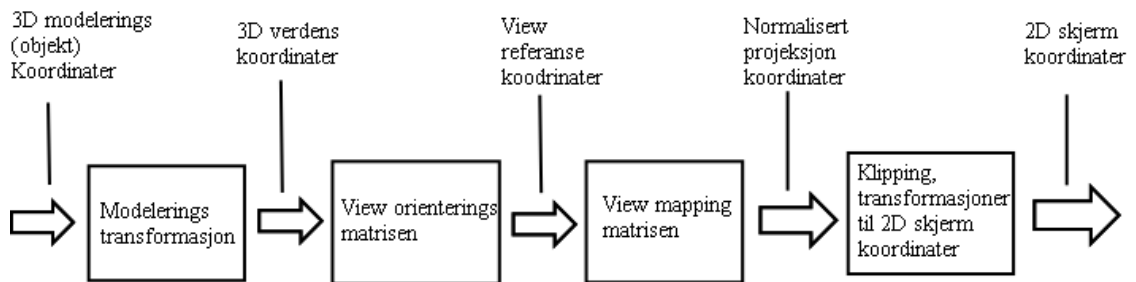 3D modelerings
(objekt)
Koordinater
3D verdens
koordinater
View
referanse
koodrinater
Normalisert
projeksjon
koordinater
2D skjerm
koordinater
Modelerings
transformasjon
View orienterings
matrisen
View mapping
matrisen
Klipping,
transformasjoner
til 2D skjerm
koordinater